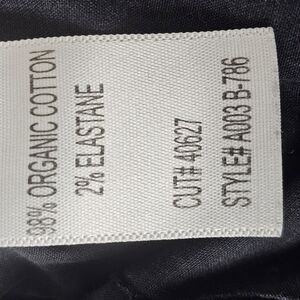 98% ORGANIC COTTON
2% ELASTANE
CUT# 40627
STYLE# A003 B-786